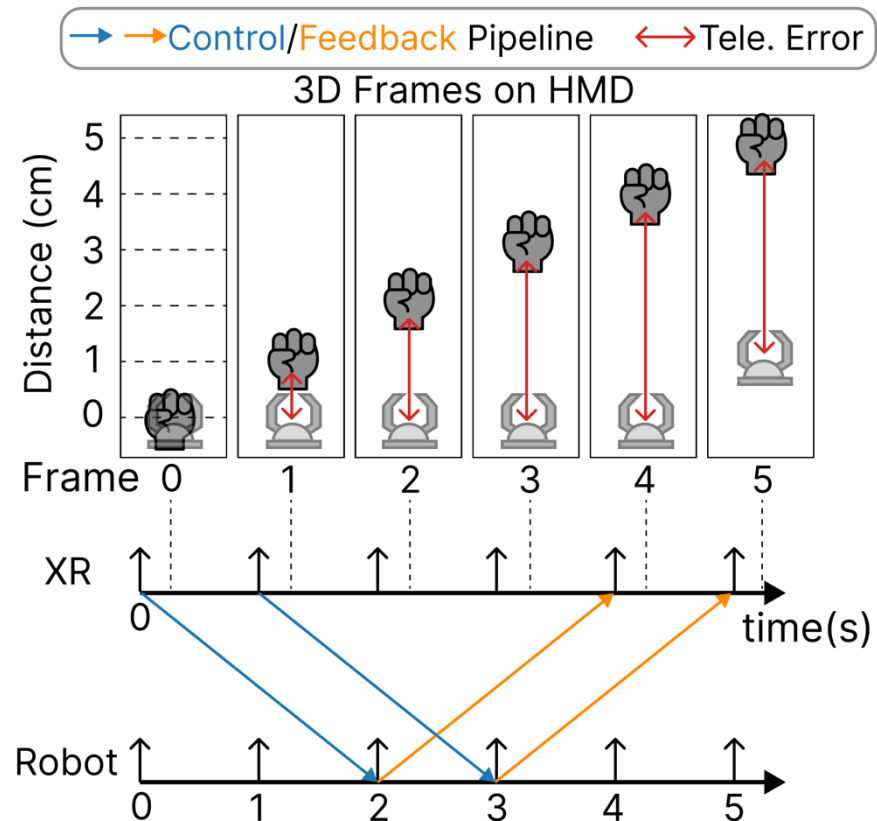 Control/Feedback Pipeline Tele. Error
3D Frames on HMD
Distance (cm)
5
4
3
2
1
0
Frame 0 1 2 3 4 5
XR
0
time(s)
Robot
0 1 2 3 4 5